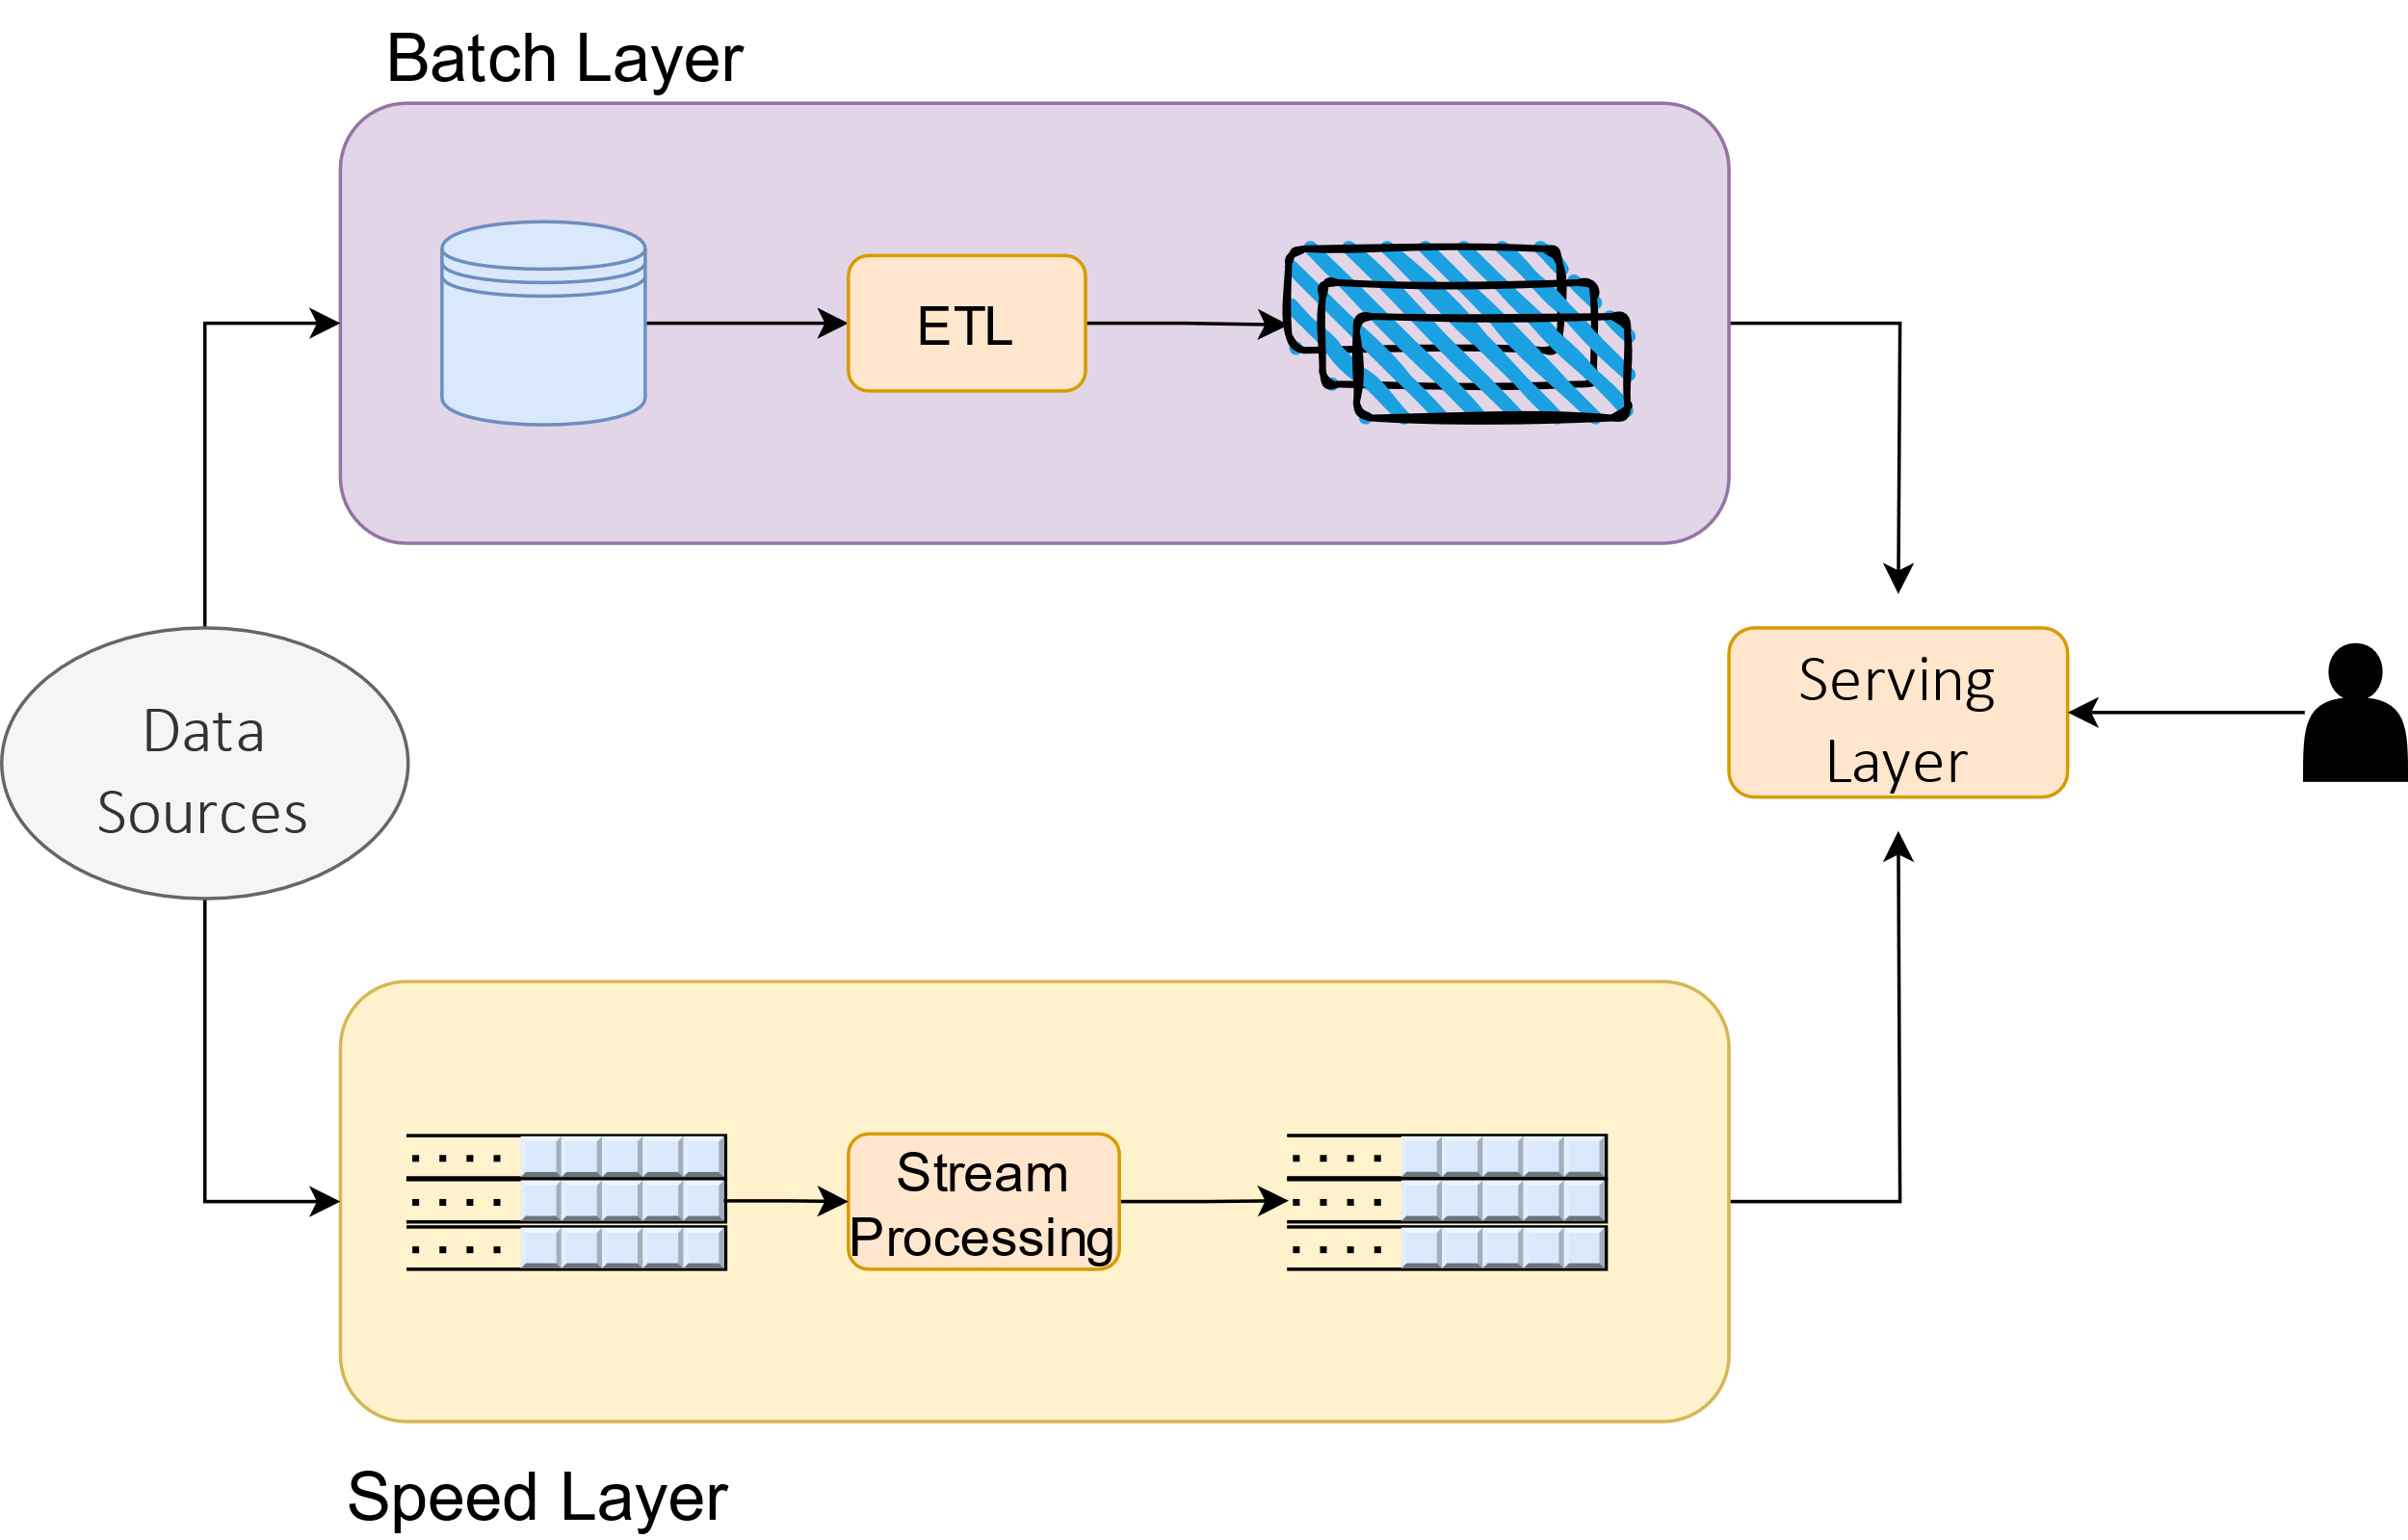 Batch Layer
ETL
Data
Sources
Serving
Layer
Stream
Processing
Speed Layer